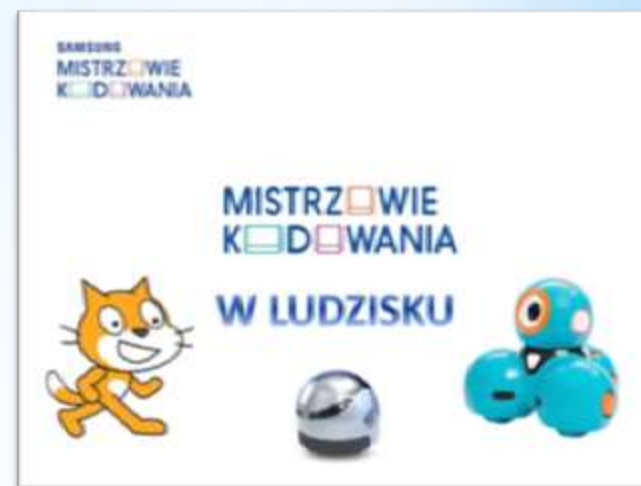 SAMSUNG
MISTRZOWIE
KODOWANIA
MISTRZOWIE
KODOWANIA
W LUDZISKU